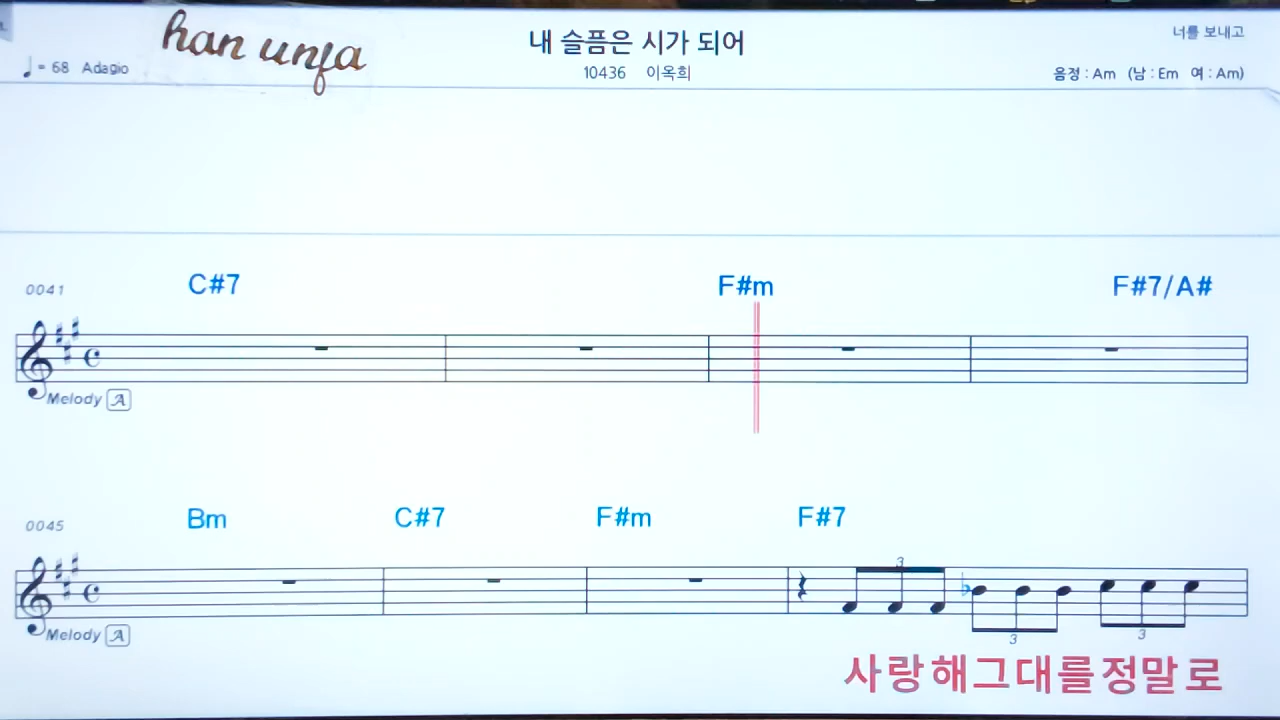 han unfa
내 슬픔은 시가 되어
너를 보내고
♩ = 68 Adagio
10436 이옥희
음정 : Am (남 : Em 여 : Am)
0041 C#7 F#m F#7/A#
Melody A
0045 Bm C#7 F#m F#7
3
3 3
Melody A
사랑해그대를정말로